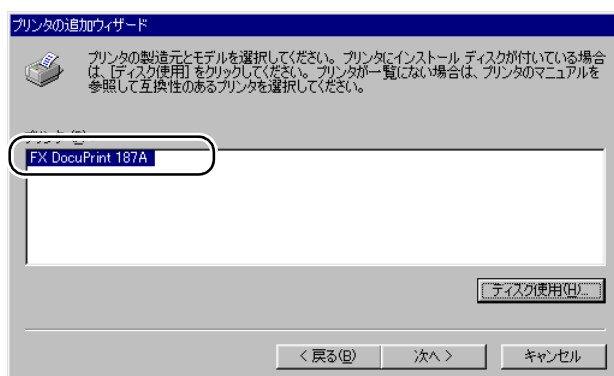 プリンタの追加ウィザード
プリンタの製造元とモデルを選択してください。プリンタにインストール ディスクが付いている場合
は、[ディスク使用] をクリックしてください。プリンタが一覧にない場合は、プリンタのマニュアルを
参照して互換性のあるプリンタを選択してください。
FX DocuPrint 187A
ディスク使用(H)...
< 戻る(B)
次へ >
キャンセル